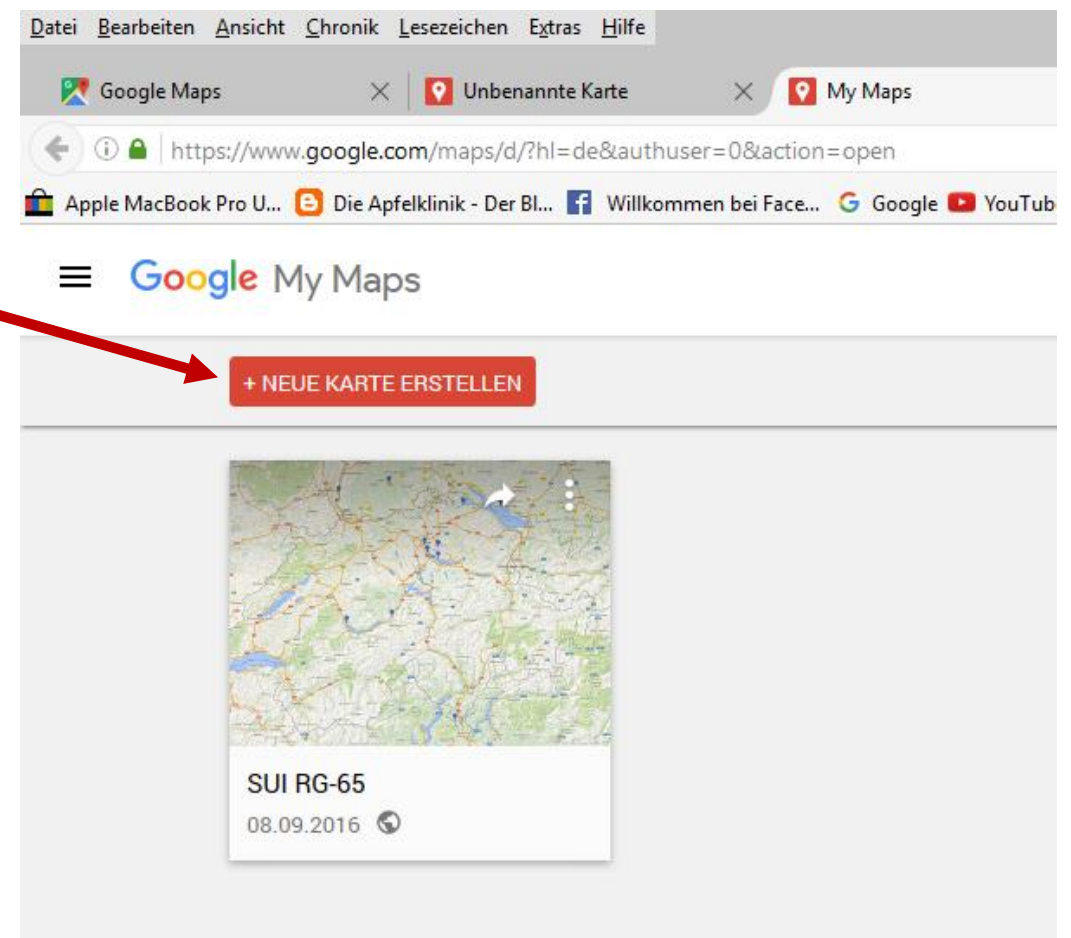 Datei Bearbeiten Ansicht Chronik Lesezeichen Extras Hilfe
Google Maps Unbenannte Karte My Maps
https://www.google.com/maps/d/?hl=de&authuser=0&action=open
Apple MacBook Pro U... Die Apfelklinik - Der Bl... Willkommen bei Face... Google YouTub
Google My Maps
+ NEUE KARTE ERSTELLEN
SUI RG-65
08.09.2016